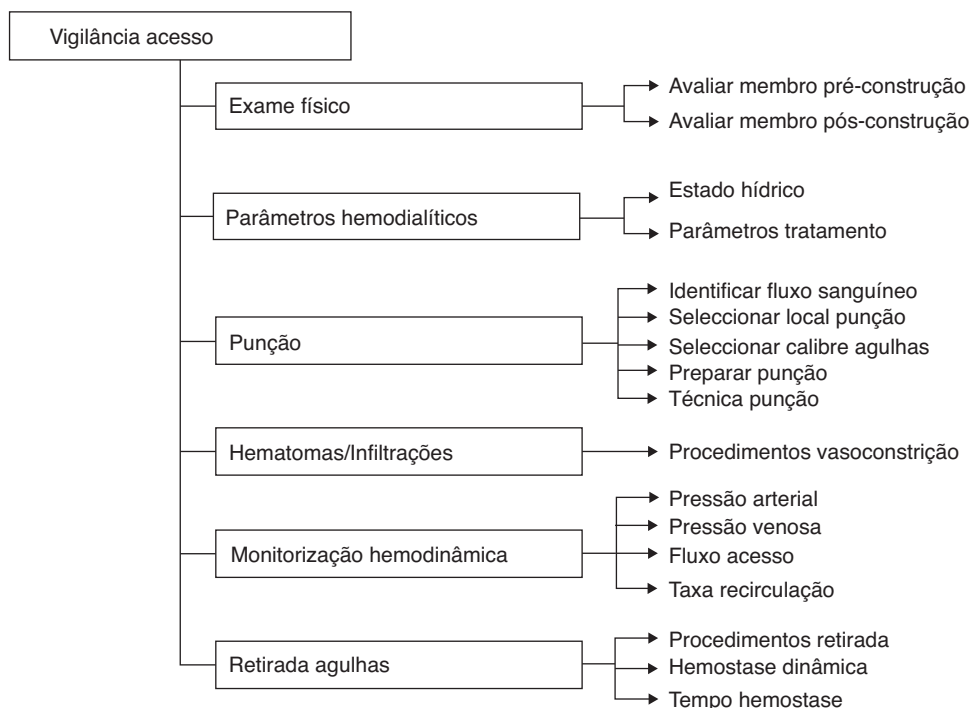 Vigilância acesso
Exame físico
Avaliar membro pré-construção
Avaliar membro pós-construção
Parâmetros hemodialíticos
Estado hídrico
Parâmetros tratamento
Punção
Identificar fluxo sanguíneo
Seleccionar local punção
Seleccionar calibre agulhas
Preparar punção
Técnica punção
Hematomas/Infiltrações
Procedimentos vasoconstrição
Monitorização hemodinâmica
Pressão arterial
Pressão venosa
Fluxo acesso
Taxa recirculação
Retirada agulhas
Procedimentos retirada
Hemostase dinâmica
Tempo hemostase